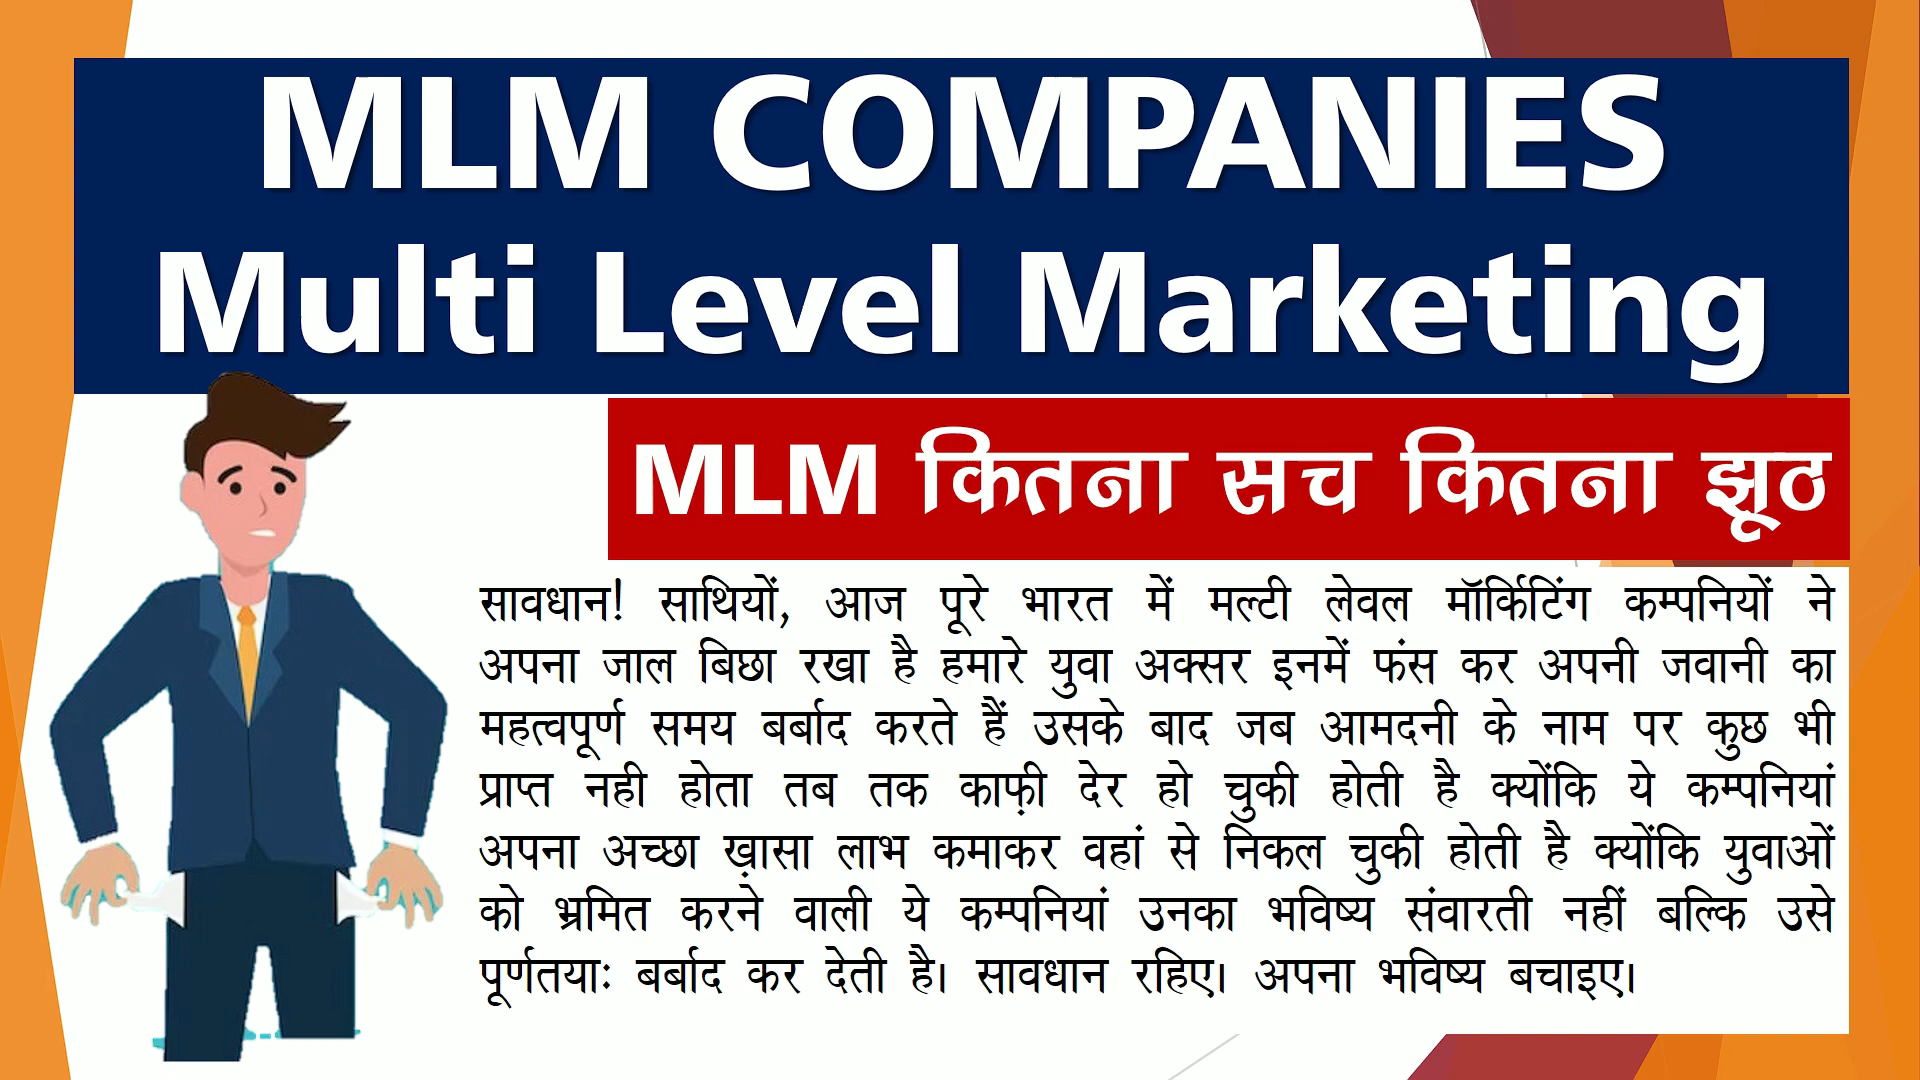 MLM COMPANIES
Multi Level Marketing
MLM कितना सच कितना झूठ
सावधान! साथियों, आज पूरे भारत में मल्टी लेवल मॉर्किटिंग कम्पनियों ने
अपना जाल बिछा रखा है हमारे युवा अक्सर इनमें फंस कर अपनी जवानी का
महत्वपूर्ण समय बर्बाद करते हैं उसके बाद जब आमदनी के नाम पर कुछ भी
प्राप्त नही होता तब तक काफ़ी देर हो चुकी होती है क्योंकि ये कम्पनियां
अपना अच्छा ख़ासा लाभ कमाकर वहां से निकल चुकी होती है क्योंकि युवाओं
को भ्रमित करने वाली ये कम्पनियां उनका भविष्य संवारती नहीं बल्कि उसे
पूर्णतयाः बर्बाद कर देती है। सावधान रहिए। अपना भविष्य बचाइए।